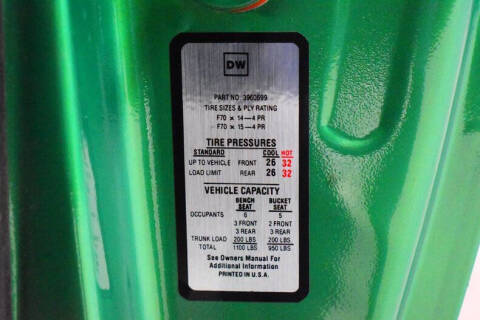 DW
PART NO. 3960699
TIRE SIZES & PLY RATING
F70 x 14—4 PR
F70 x 15—4 PR
TIRE PRESSURES
STANDARD COOL HOT
UP TO VEHICLE FRONT 26 32
LOAD LIMIT REAR 26 32
VEHICLE CAPACITY
BENCH BUCKET
SEAT SEAT
OCCUPANTS 6 5
3 FRONT 2 FRONT
3 REAR 3 REAR
TRUNK LOAD 200 LBS 200 LBS
TOTAL 1100 LBS 950 LBS
See Owners Manual For
Additional Information
PRINTED IN U.S.A.